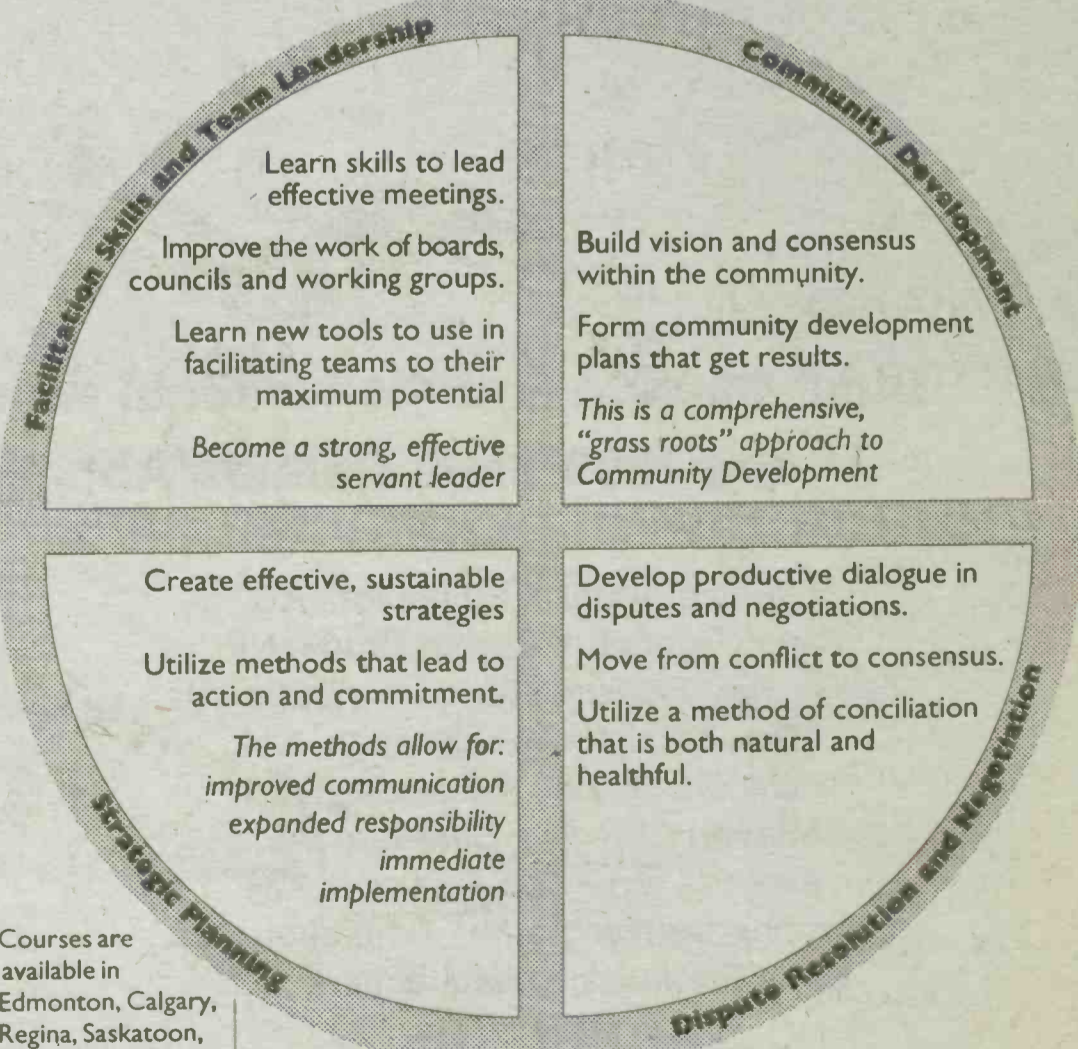 Facilitation Skills and Team Leadership
Learn skills to lead
effective meetings.
Improve the work of boards,
councils and working groups.
Learn new tools to use in
facilitating teams to their
maximum potential
Become a strong, effective
servant leader
Community Development
Build vision and consensus
within the community.
Form community development
plans that get results.
This is a comprehensive,
"grass roots" approach to
Community Development
Strategic Planning
Create effective, sustainable
strategies
Utilize methods that lead to
action and commitment.
The methods allow for:
improved communication
expanded responsibility
immediate
implementation
Dispute Resolution and Negotiation
Develop productive dialogue in
disputes and negotiations.
Move from conflict to consensus.
Utilize a method of conciliation
that is both natural and
healthful.
Courses are
available in
Edmonton, Calgary,
Regina, Saskatoon,